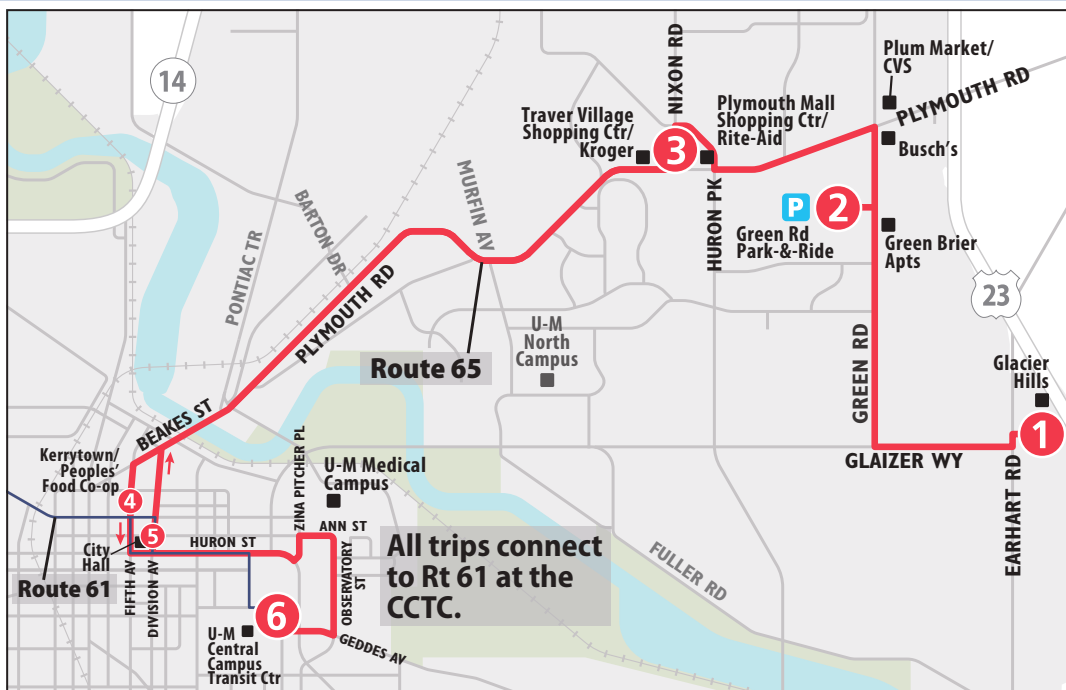 14
NIXON RD
Plum Market/
CVS
PLYMOUTH RD
Traver Village
Shopping Ctr/
Kroger
3
Plymouth Mall
Shopping Ctr/
Rite-Aid
Busch's
MURFIN AV
BARTON DR
PONTIAC TR
HURON PK
P
2
Green Rd
Park-&-Ride
Green Brier
Apts
23
PLYMOUTH RD
U-M
North
Campus
Route 65
GREEN RD
Glacier
Hills
1
BEAKES ST
GLAIZER WY
EARHART RD
Kerrytown/
Peoples'
Food Co-op
4
ZINA PITCHER PL
U-M Medical
Campus
5
City
Hall
HURON ST
ANN ST
All trips connect
to Rt 61 at the
CCTC.
FULLER RD
Route 61
FIFTH AV
DIVISION AV
OBSERVATORY
ST
6
U-M
Central
Campus
Transit Ctr
GEDDES AV